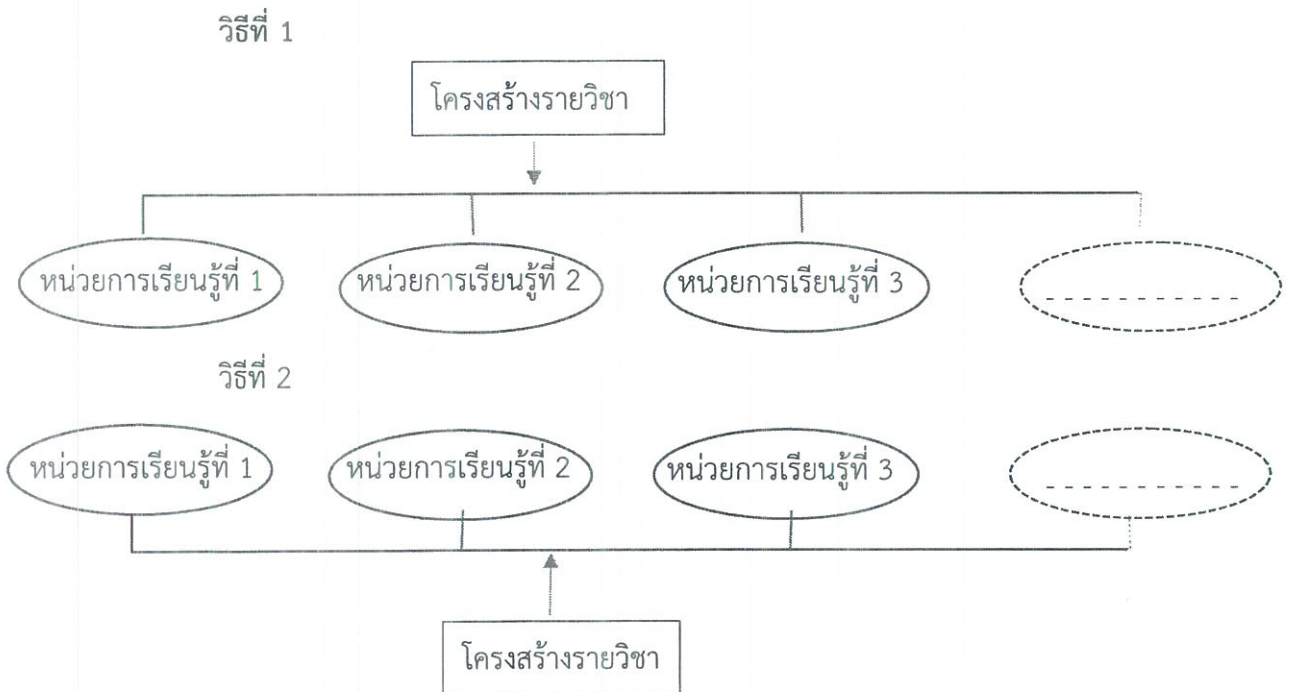 วิธีที่ 1
โครงสร้างรายวิชา
หน่วยการเรียนรู้ที่ 1 หน่วยการเรียนรู้ที่ 2 หน่วยการเรียนรู้ที่ 3 - - - - - - - - - -
วิธีที่ 2
หน่วยการเรียนรู้ที่ 1 หน่วยการเรียนรู้ที่ 2 หน่วยการเรียนรู้ที่ 3 - - - - - - - - - -
โครงสร้างรายวิชา